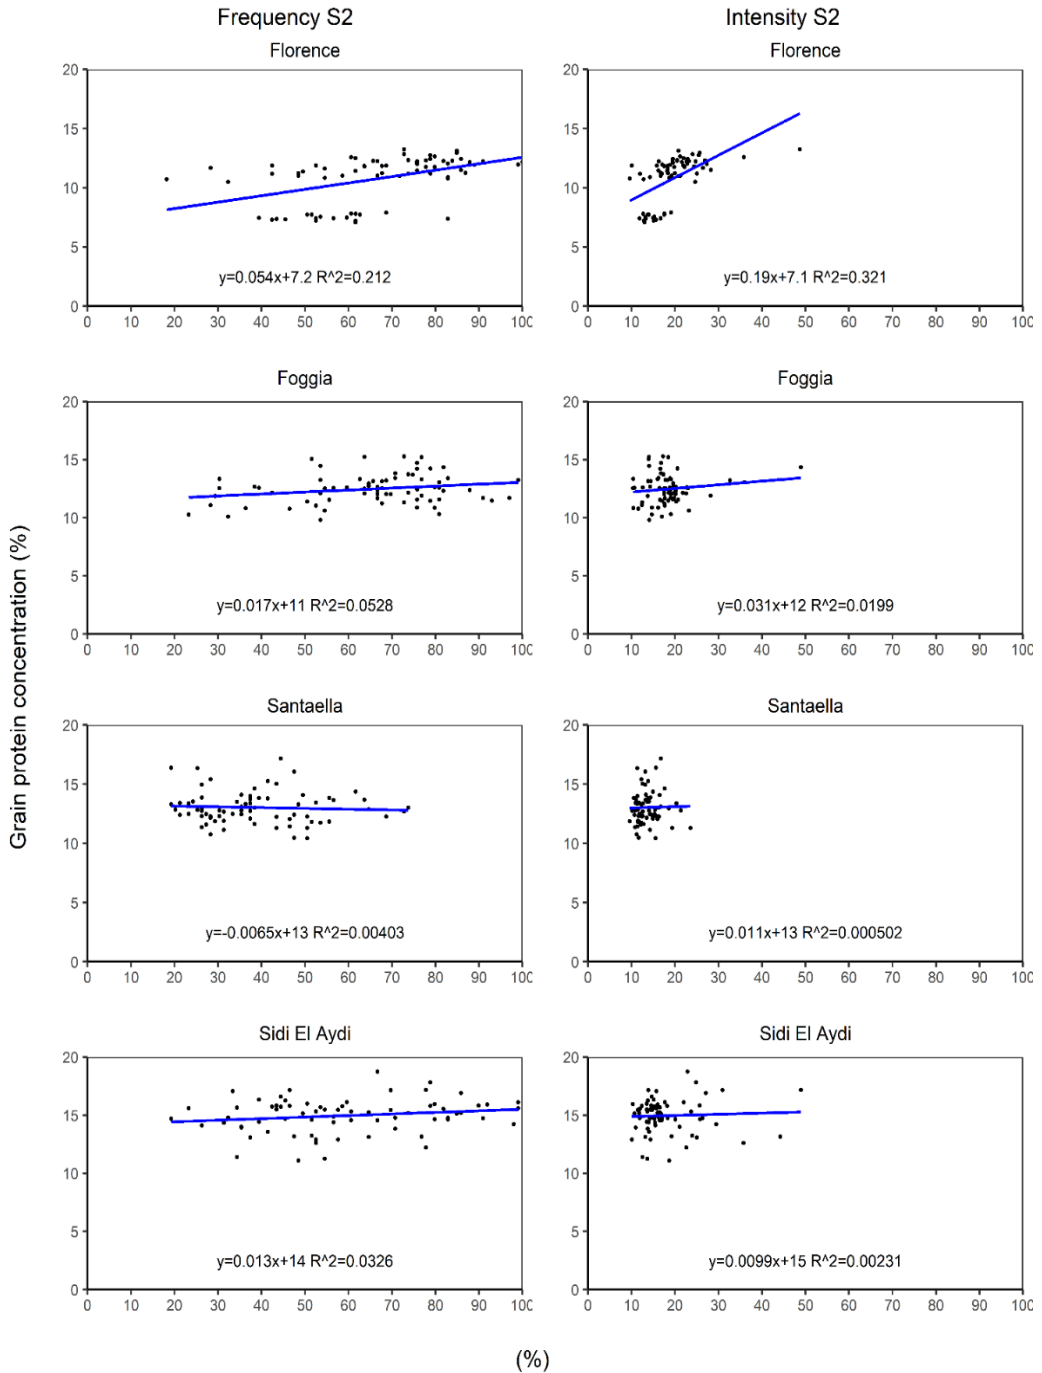 Frequency S2
Intensity S2
Florence
Florence
20
15
10
5
0
y=0.054x+7.2 R^2=0.212
0 10 20 30 40 50 60 70 80 90 100
20
15
10
5
0
y=0.19x+7.1 R^2=0.321
0 10 20 30 40 50 60 70 80 90 100
Foggia
Foggia
20
15
10
5
0
y=0.017x+11 R^2=0.0528
0 10 20 30 40 50 60 70 80 90 100
20
15
10
5
0
y=0.031x+12 R^2=0.0199
0 10 20 30 40 50 60 70 80 90 100
Grain protein concentration (%)
Santaella
Santaella
20
15
10
5
0
y=-0.0065x+13 R^2=0.00403
0 10 20 30 40 50 60 70 80 90 100
20
15
10
5
0
y=0.011x+13 R^2=0.000502
0 10 20 30 40 50 60 70 80 90 100
Sidi El Aydi
Sidi El Aydi
20
15
10
5
0
y=0.013x+14 R^2=0.0326
0 10 20 30 40 50 60 70 80 90 100
20
15
10
5
0
y=0.0099x+15 R^2=0.00231
0 10 20 30 40 50 60 70 80 90 100
(%)